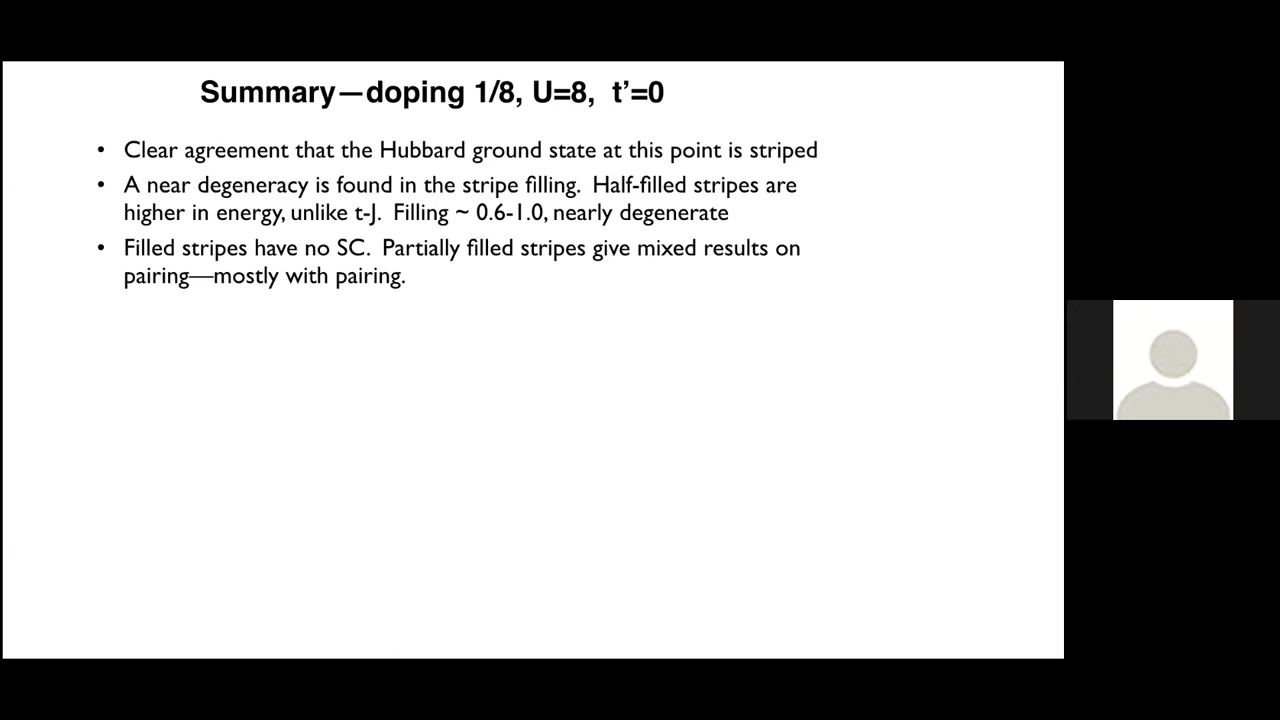 Summary—doping 1/8, U=8, t’=0
• Clear agreement that the Hubbard ground state at this point is striped
• A near degeneracy is found in the stripe filling. Half-filled stripes are
higher in energy, unlike t-J. Filling ~ 0.6-1.0, nearly degenerate
• Filled stripes have no SC. Partially filled stripes give mixed results on
pairing—mostly with pairing.